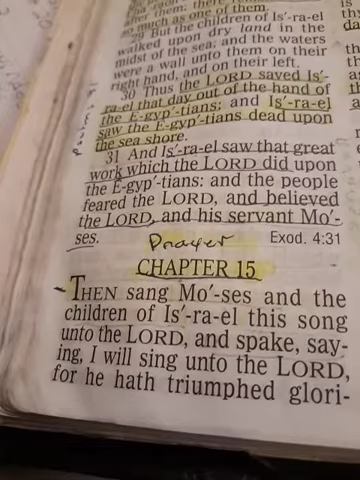 after them; there
so much as one of them.
29 But the children of Is′-ra-el
walked upon dry land in the
midst of the sea; and the waters
were a wall unto them on their
right hand, and on their left.
30 Thus the LORD saved Is′-
ra-el that day out of the hand of
the E-gyp′-tians; and Is′-ra-el
saw the E-gyp′-tians dead upon
the sea shore.
31 And Is′-ra-el saw that great
work which the LORD did upon
the E-gyp′-tians: and the people
feared the LORD, and believed
the LORD, and his servant Mo′-
ses.
Prayer
Exod. 4:31
CHAPTER 15
THEN sang Mo′-ses and the
children of Is′-ra-el this song
unto the LORD, and spake, say-
ing, I will sing unto the LORD,
for he hath triumphed glori-